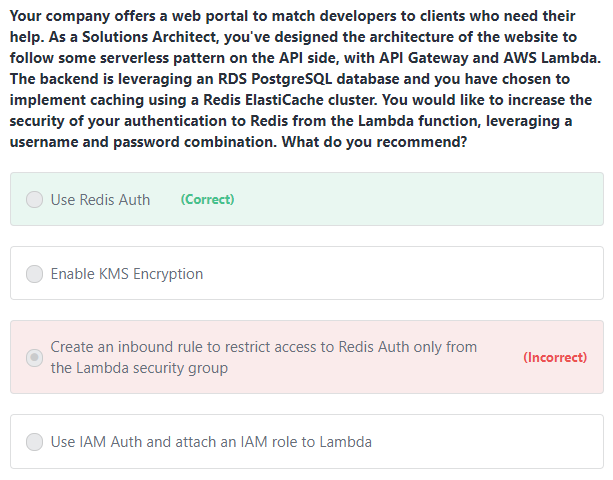 Your company offers a web portal to match developers to clients who need their
help. As a Solutions Architect, you've designed the architecture of the website to
follow some serverless pattern on the API side, with API Gateway and AWS Lambda.
The backend is leveraging an RDS PostgreSQL database and you have chosen to
implement caching using a Redis ElastiCache cluster. You would like to increase the
security of your authentication to Redis from the Lambda function, leveraging a
username and password combination. What do you recommend?
Use Redis Auth (Correct)
Enable KMS Encryption
Create an inbound rule to restrict access to Redis Auth only from
the Lambda security group
(Incorrect)
Use IAM Auth and attach an IAM role to Lambda